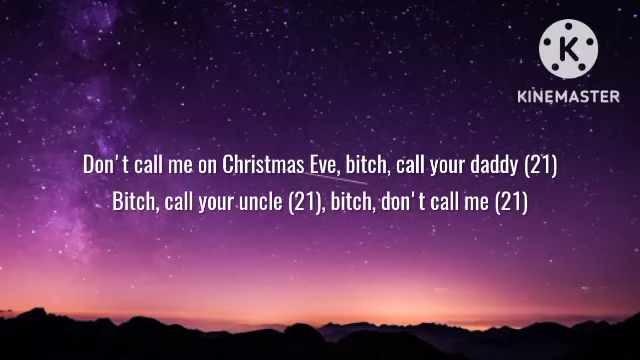 K
KINEMASTER
Don't call me on Christmas Eve, bitch, call your daddy (21)
Bitch, call your uncle (21), bitch, don't call me (21)